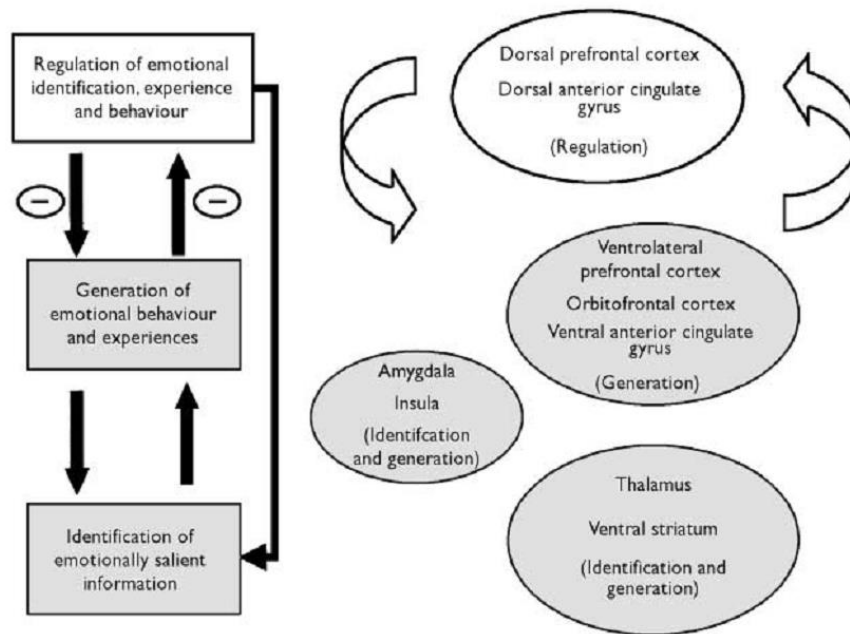 Regulation of emotional
identification, experience
and behaviour
−
−
Generation of
emotional behaviour
and experiences
Identification of
emotionally salient
information
Dorsal prefrontal cortex
Dorsal anterior cingulate
gyrus
(Regulation)
Ventrolateral
prefrontal cortex
Orbitofrontal cortex
Ventral anterior cingulate
gyrus
(Generation)
Amygdala
Insula
(Identifcation
and generation)
Thalamus
Ventral striatum
(Identification and
generation)